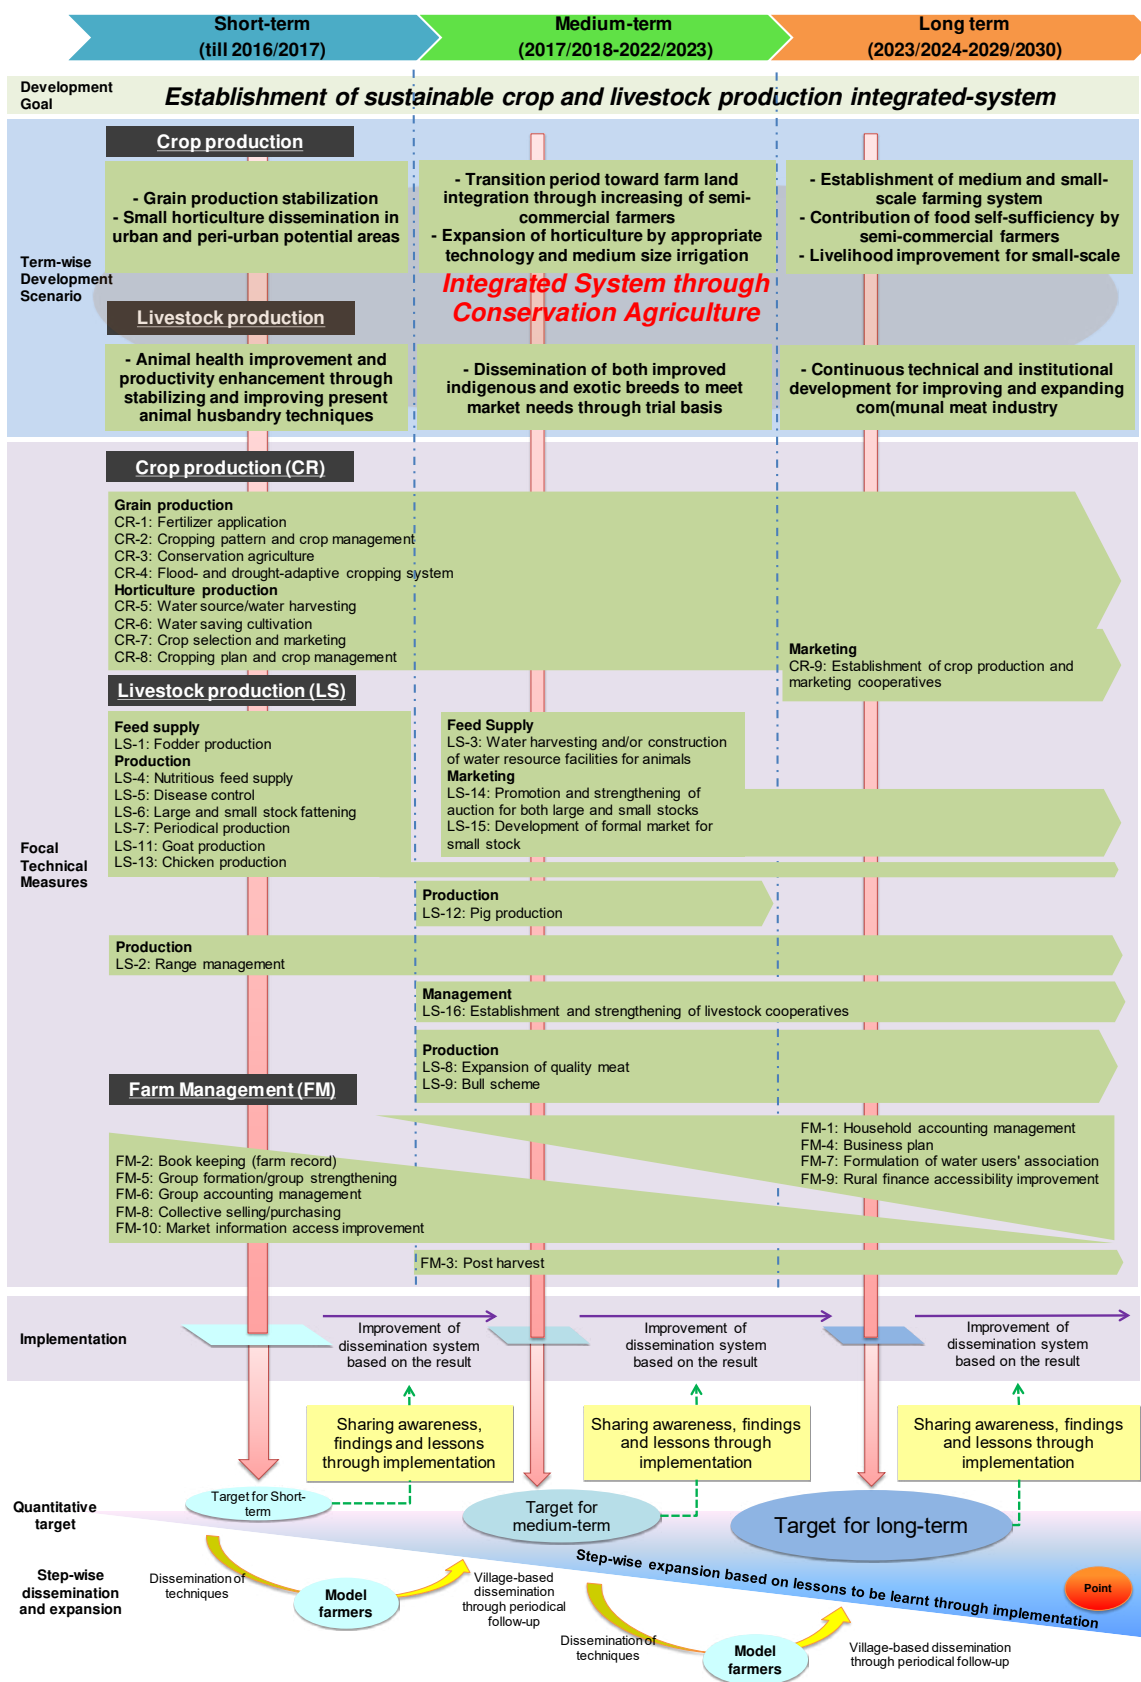 Short-term
(till 2016/2017)
Medium-term
(2017/2018-2022/2023)
Long term
(2023/2024-2029/2030)
Development
Goal
Establishment of sustainable crop and livestock production integrated-system
Crop production
- Grain production stabilization
- Small horticulture dissemination in
urban and peri-urban potential areas
- Transition period toward farm land
integration through increasing of semi-
commercial farmers
- Expansion of horticulture by appropriate
technology and medium size irrigation
- Establishment of medium and small-
scale farming system
- Contribution of food self-sufficiency by
semi-commercial farmers
- Livelihood improvement for small-scale
Term-wise
Development
Scenario
Integrated System through
Conservation Agriculture
Livestock production
- Animal health improvement and
productivity enhancement through
stabilizing and improving present
animal husbandry techniques
- Dissemination of both improved
indigenous and exotic breeds to meet
market needs through trial basis
- Continuous technical and institutional
development for improving and expanding
com(munal meat industry
Crop production (CR)
Grain production
CR-1: Fertilizer application
CR-2: Cropping pattern and crop management
CR-3: Conservation agriculture
CR-4: Flood- and drought-adaptive cropping system
Horticulture production
CR-5: Water source/water harvesting
CR-6: Water saving cultivation
CR-7: Crop selection and marketing
CR-8: Cropping plan and crop management
Marketing
CR-9: Establishment of crop production and
marketing cooperatives
Livestock production (LS)
Feed supply
LS-1: Fodder production
Production
LS-4: Nutritious feed supply
LS-5: Disease control
LS-6: Large and small stock fattening
LS-7: Periodical production
LS-11: Goat production
LS-13: Chicken production
Feed Supply
LS-3: Water harvesting and/or construction
of water resource facilities for animals
Marketing
LS-14: Promotion and strengthening of
auction for both large and small stocks
LS-15: Development of formal market for
small stock
Focal
Technical
Measures
Production
LS-12: Pig production
Production
LS-2: Range management
Management
LS-16: Establishment and strengthening of livestock cooperatives
Production
LS-8: Expansion of quality meat
LS-9: Bull scheme
Farm Management (FM)
FM-1: Household accounting management
FM-4: Business plan
FM-7: Formulation of water users' association
FM-9: Rural finance accessibility improvement
FM-2: Book keeping (farm record)
FM-5: Group formation/group strengthening
FM-6: Group accounting management
FM-8: Collective selling/purchasing
FM-10: Market information access improvement
FM-3: Post harvest
Implementation
Improvement of
dissemination system
based on the result
Improvement of
dissemination system
based on the result
Improvement of
dissemination system
based on the result
Sharing awareness,
findings and lessons
through implementation
Sharing awareness, findings
and lessons through
implementation
Sharing awareness, findings
and lessons through
implementation
Quantitative
target
Target for Short-
term
Target for
medium-term
Target for long-term
Step-wise
dissemination
and expansion
Dissemination of
techniques
Model
farmers
Village-based
dissemination
through periodical
follow-up
Step-wise expansion based on lessons to be learnt through implementation
Point
Dissemination of
techniques
Model
farmers
Village-based dissemination
through periodical follow-up